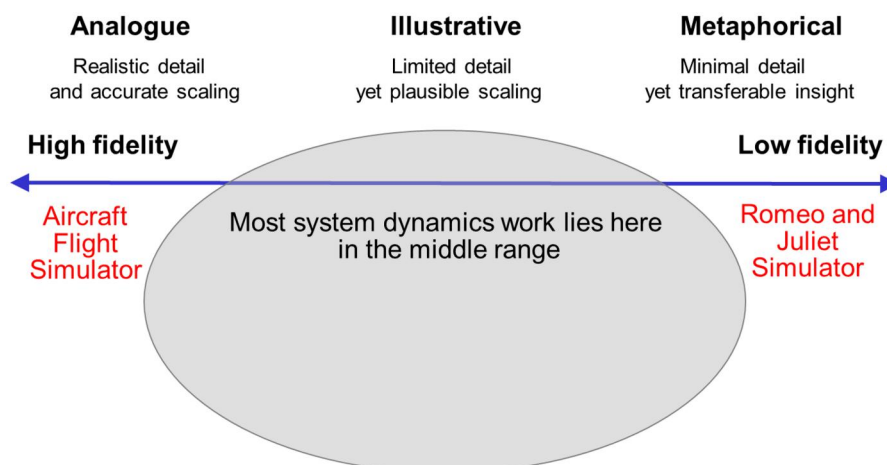 Analogue
Illustrative
Metaphorical
Realistic detail
and accurate scaling
Limited detail
yet plausible scaling
Minimal detail
yet transferable insight
High fidelity
Low fidelity
Aircraft
Flight
Simulator
Most system dynamics work lies here
in the middle range
Romeo and
Juliet
Simulator